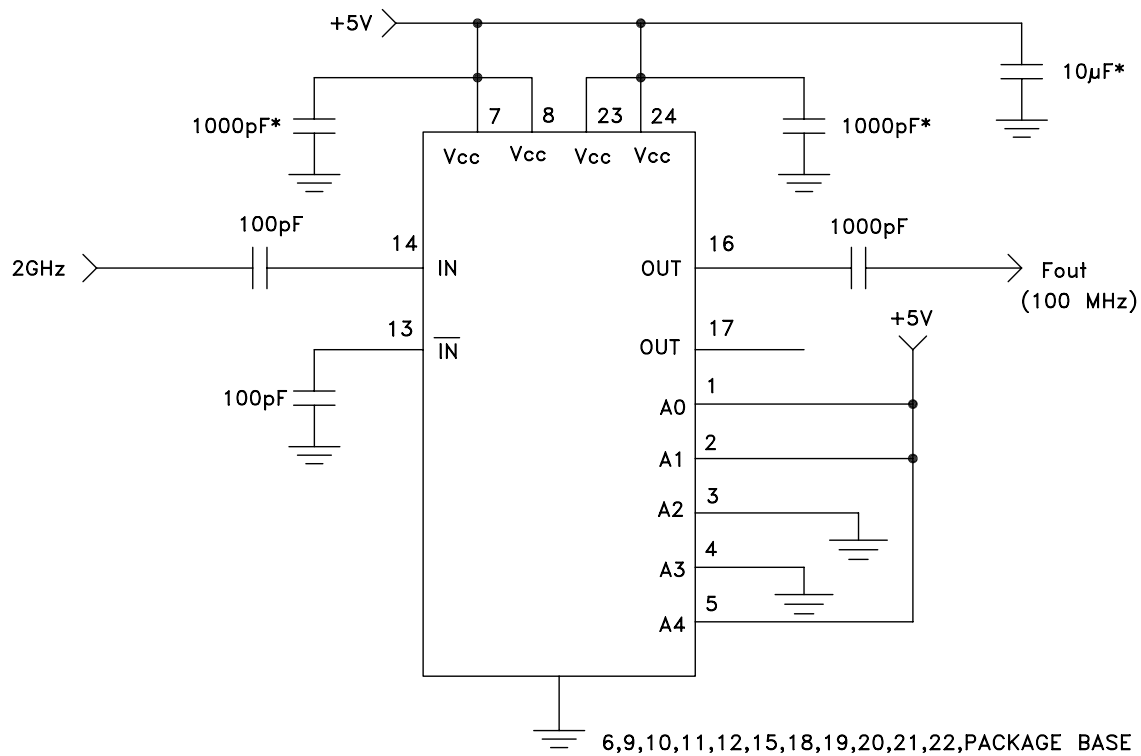 +5V
10µF*
1000pF*
7 8 23 24
1000pF*
Vcc Vcc Vcc Vcc
100pF
1000pF
14
16
2GHz
IN
OUT
Fout
(100 MHz)
+5V
13
17
IN
OUT
100pF
1
A0
2
A1
3
A2
4
A3
5
A4
6,9,10,11,12,15,18,19,20,21,22,PACKAGE BASE